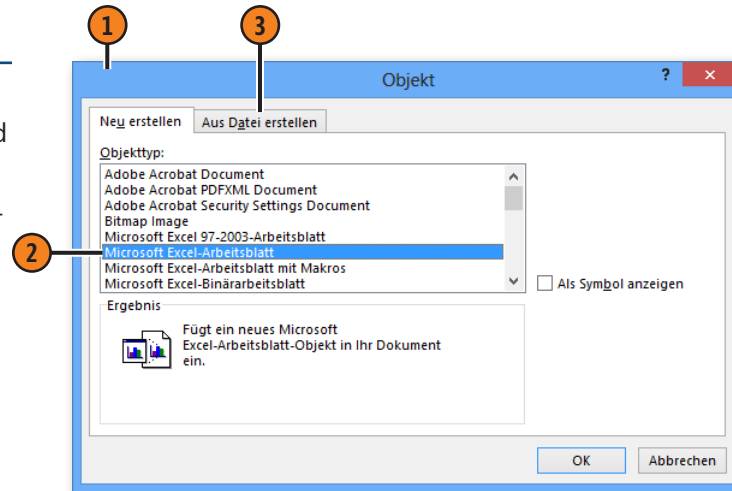 1 3
Objekt ? ×
Neu erstellen Aus Datei erstellen
Objekttyp:
Adobe Acrobat Document
Adobe Acrobat PDFXML Document
Adobe Acrobat Security Settings Document
Bitmap Image
Microsoft Excel 97-2003-Arbeitsblatt
2 Microsoft Excel-Arbeitsblatt
Microsoft Excel-Arbeitsblatt mit Makros
Microsoft Excel-Binärarbeitsblatt
Als Symbol anzeigen
Ergebnis
Fügt ein neues Microsoft
Excel-Arbeitsblatt-Objekt in Ihr Dokument
ein.
OK Abbrechen